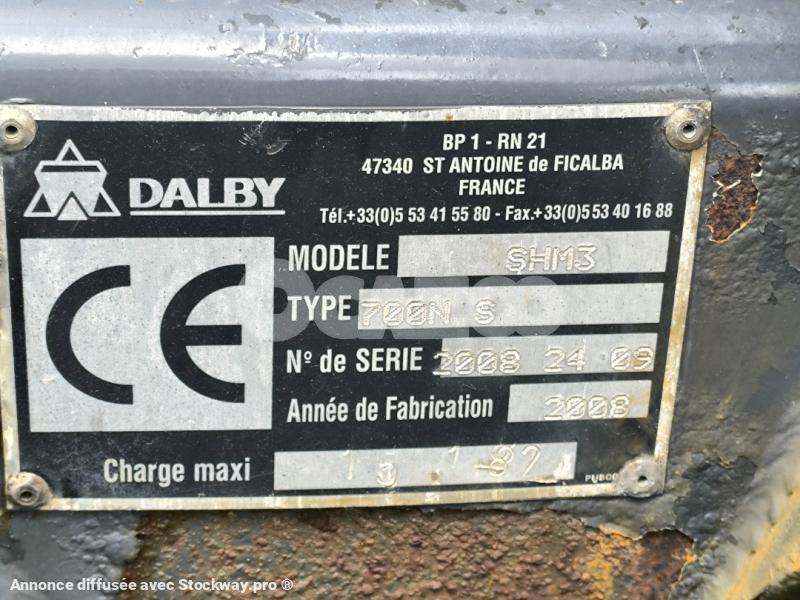 BP 1 - RN 21
47340 ST ANTOINE de FICALBA
FRANCE
DALBY
Tél.+33(0)5 53 41 55 80 - Fax.+33(0)5 53 40 16 88
CE
MODELE SHM3
TYPE 700N S
Nº de SERIE 2008 24 09
Année de Fabrication 2008
Charge maxi
Annonce diffusée avec Stockway.pro ®